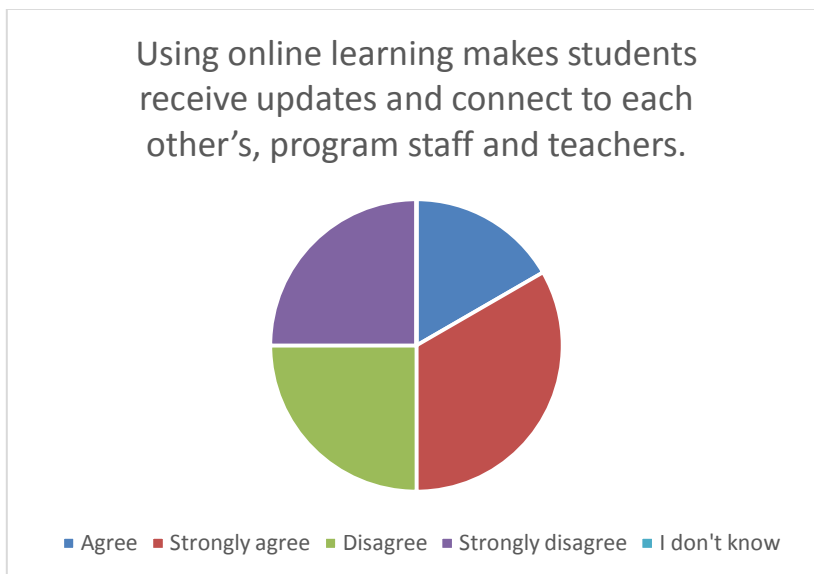 Using online learning makes students
receive updates and connect to each
other’s, program staff and teachers.
Agree Strongly agree Disagree Strongly disagree I don't know